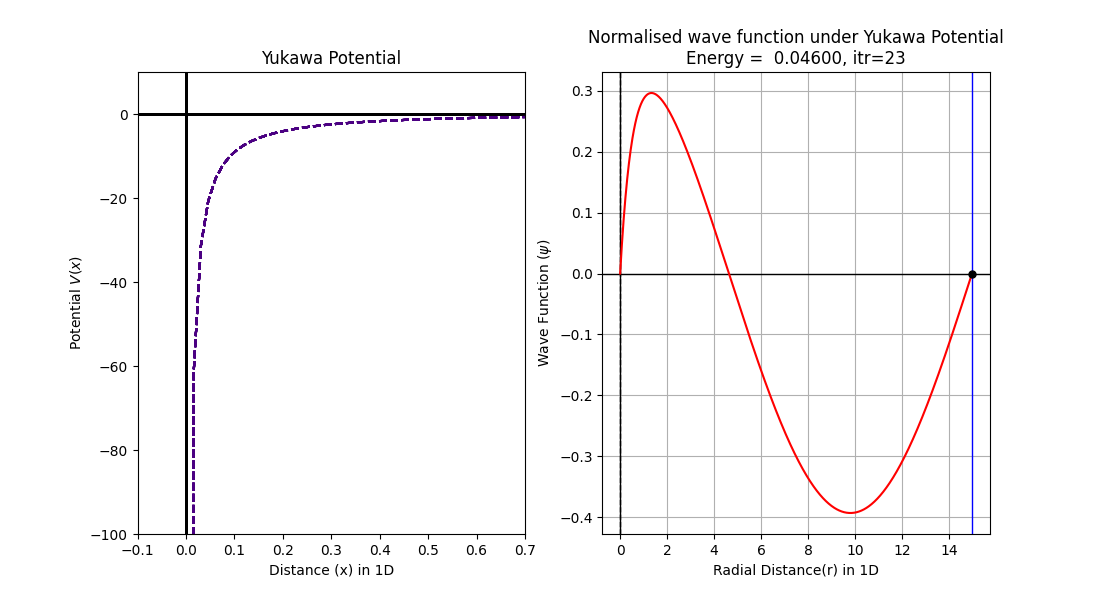 Yukawa Potential
0
−20
−40
−60
−80
−100
Potential V(x)
−0.1 0.0 0.1 0.2 0.3 0.4 0.5 0.6 0.7
Distance (x) in 1D
Normalised wave function under Yukawa Potential
Energy =  0.04600, itr=23
0.3
0.2
0.1
0.0
−0.1
−0.2
−0.3
−0.4
Wave Function (ψ)
0 2 4 6 8 10 12 14
Radial Distance(r) in 1D